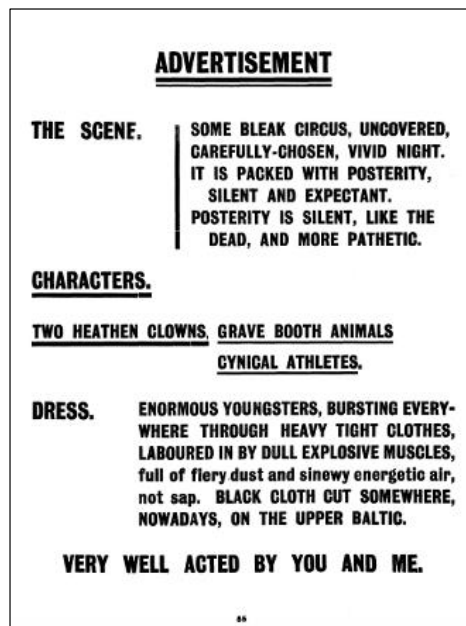 ADVERTISEMENT
THE SCENE.
SOME BLEAK CIRCUS, UNCOVERED,
CAREFULLY-CHOSEN, VIVID NIGHT.
IT IS PACKED WITH POSTERITY,
SILENT AND EXPECTANT.
POSTERITY IS SILENT, LIKE THE
DEAD, AND MORE PATHETIC.
CHARACTERS.
TWO HEATHEN CLOWNS, GRAVE BOOTH ANIMALS
CYNICAL ATHLETES.
DRESS.
ENORMOUS YOUNGSTERS, BURSTING EVERY-
WHERE THROUGH HEAVY TIGHT CLOTHES,
LABOURED IN BY DULL EXPLOSIVE MUSCLES,
full of fiery dust and sinewy energetic air,
not sap. BLACK CLOTH CUT SOMEWHERE,
NOWADAYS, ON THE UPPER BALTIC.
VERY WELL ACTED BY YOU AND ME.